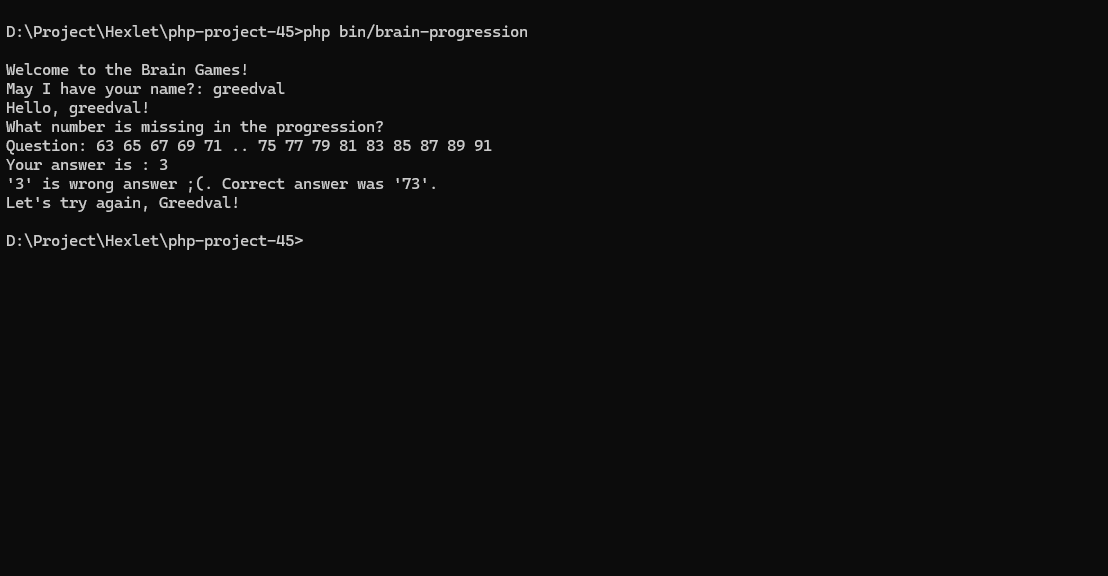 D:\Project\Hexlet\php-project-45>php bin/brain-progression
Welcome to the Brain Games!
May I have your name?: greedval
Hello, greedval!
What number is missing in the progression?
Question: 63 65 67 69 71 .. 75 77 79 81 83 85 87 89 91
Your answer is : 3
'3' is wrong answer ;(. Correct answer was '73'.
Let's try again, Greedval!
D:\Project\Hexlet\php-project-45>